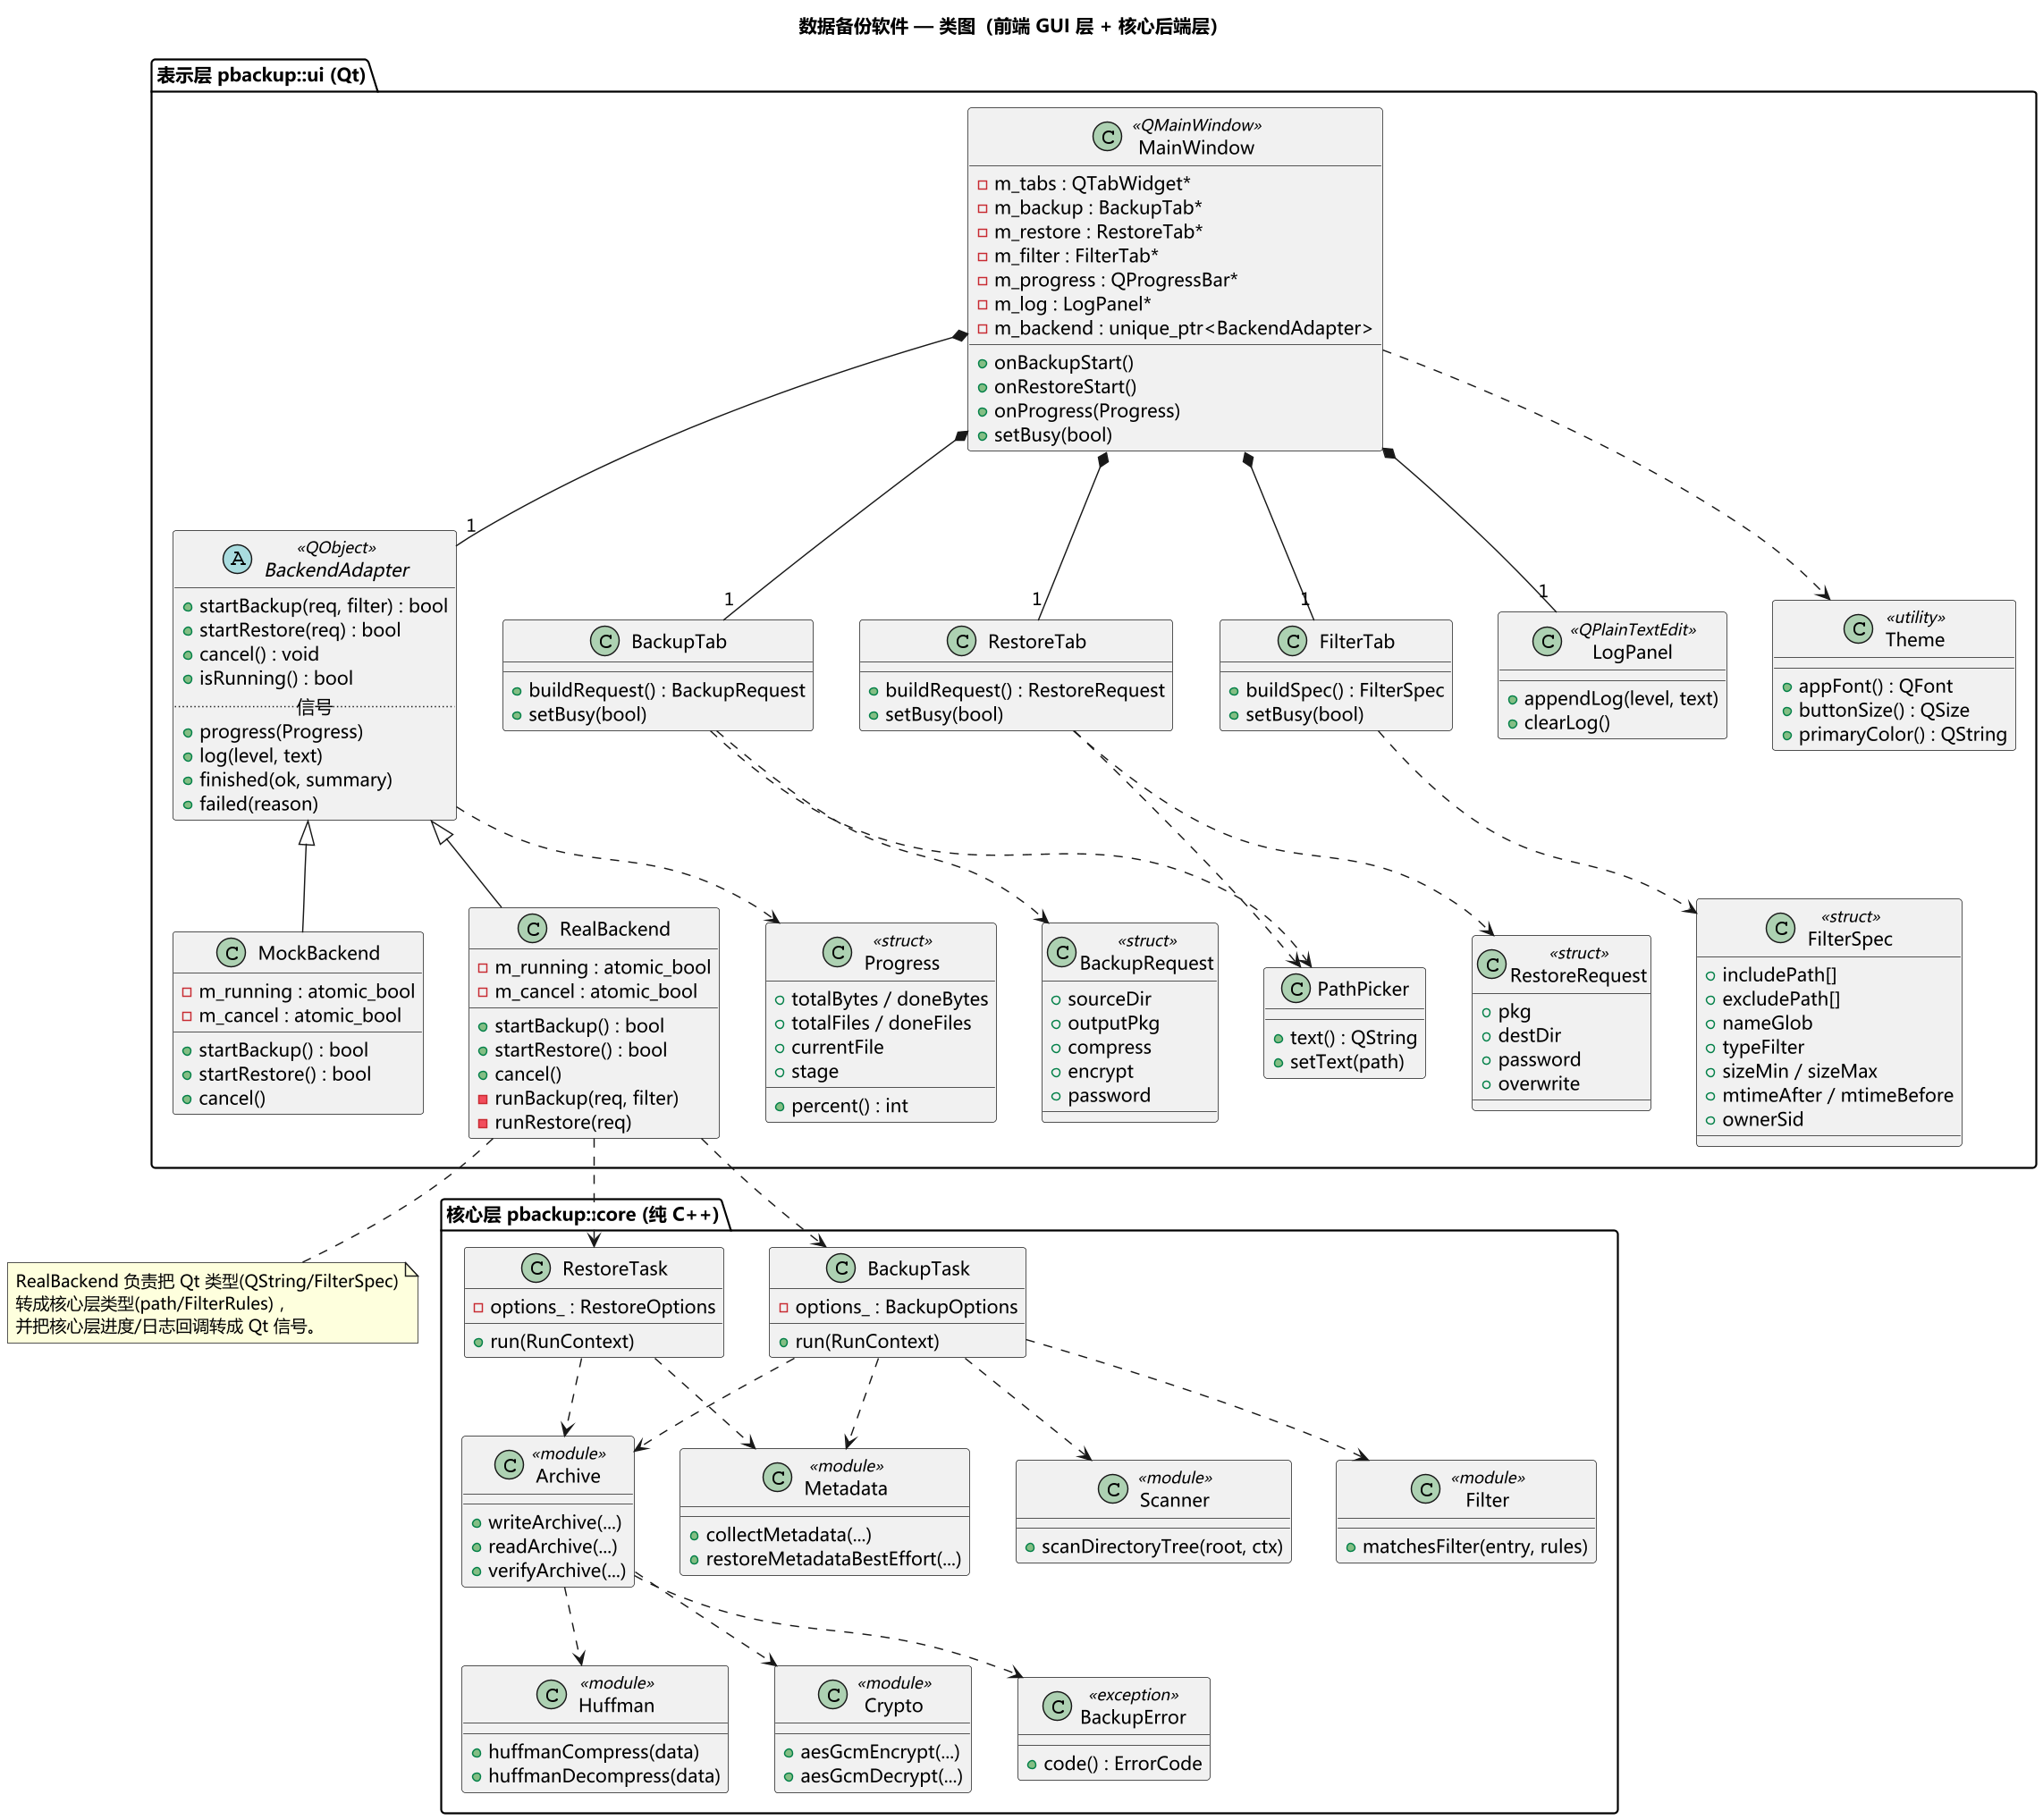 数据备份软件 — 类图（前端 GUI 层 + 核心后端层）
表示层 pbackup::ui (Qt)
C
«QMainWindow»
MainWindow
m_tabs : QTabWidget*
m_backup : BackupTab*
m_restore : RestoreTab*
m_filter : FilterTab*
m_progress : QProgressBar*
m_log : LogPanel*
m_backend : unique_ptr<BackendAdapter>
onBackupStart()
onRestoreStart()
onProgress(Progress)
setBusy(bool)
1
1
1
1
1
A
«QObject»
BackendAdapter
startBackup(req, filter) : bool
startRestore(req) : bool
cancel() : void
isRunning() : bool
信号
progress(Progress)
log(level, text)
finished(ok, summary)
failed(reason)
C
BackupTab
buildRequest() : BackupRequest
setBusy(bool)
C
RestoreTab
buildRequest() : RestoreRequest
setBusy(bool)
C
FilterTab
buildSpec() : FilterSpec
setBusy(bool)
C
«QPlainTextEdit»
LogPanel
appendLog(level, text)
clearLog()
C
«utility»
Theme
appFont() : QFont
buttonSize() : QSize
primaryColor() : QString
C
MockBackend
m_running : atomic_bool
m_cancel : atomic_bool
startBackup() : bool
startRestore() : bool
cancel()
C
RealBackend
m_running : atomic_bool
m_cancel : atomic_bool
startBackup() : bool
startRestore() : bool
cancel()
runBackup(req, filter)
runRestore(req)
C
«struct»
Progress
totalBytes / doneBytes
totalFiles / doneFiles
currentFile
stage
percent() : int
C
«struct»
BackupRequest
sourceDir
outputPkg
compress
encrypt
password
C
PathPicker
text() : QString
setText(path)
C
«struct»
RestoreRequest
pkg
destDir
password
overwrite
C
«struct»
FilterSpec
includePath[]
excludePath[]
nameGlob
typeFilter
sizeMin / sizeMax
mtimeAfter / mtimeBefore
ownerSid
核心层 pbackup::core (纯 C++)
RealBackend 负责把 Qt 类型(QString/FilterSpec)
转成核心层类型(path/FilterRules)，
并把核心层进度/日志回调转成 Qt 信号。
C
RestoreTask
options_ : RestoreOptions
run(RunContext)
C
BackupTask
options_ : BackupOptions
run(RunContext)
C
«module»
Archive
writeArchive(...)
readArchive(...)
verifyArchive(...)
C
«module»
Metadata
collectMetadata(...)
restoreMetadataBestEffort(...)
C
«module»
Scanner
scanDirectoryTree(root, ctx)
C
«module»
Filter
matchesFilter(entry, rules)
C
«module»
Huffman
huffmanCompress(data)
huffmanDecompress(data)
C
«module»
Crypto
aesGcmEncrypt(...)
aesGcmDecrypt(...)
C
«exception»
BackupError
code() : ErrorCode